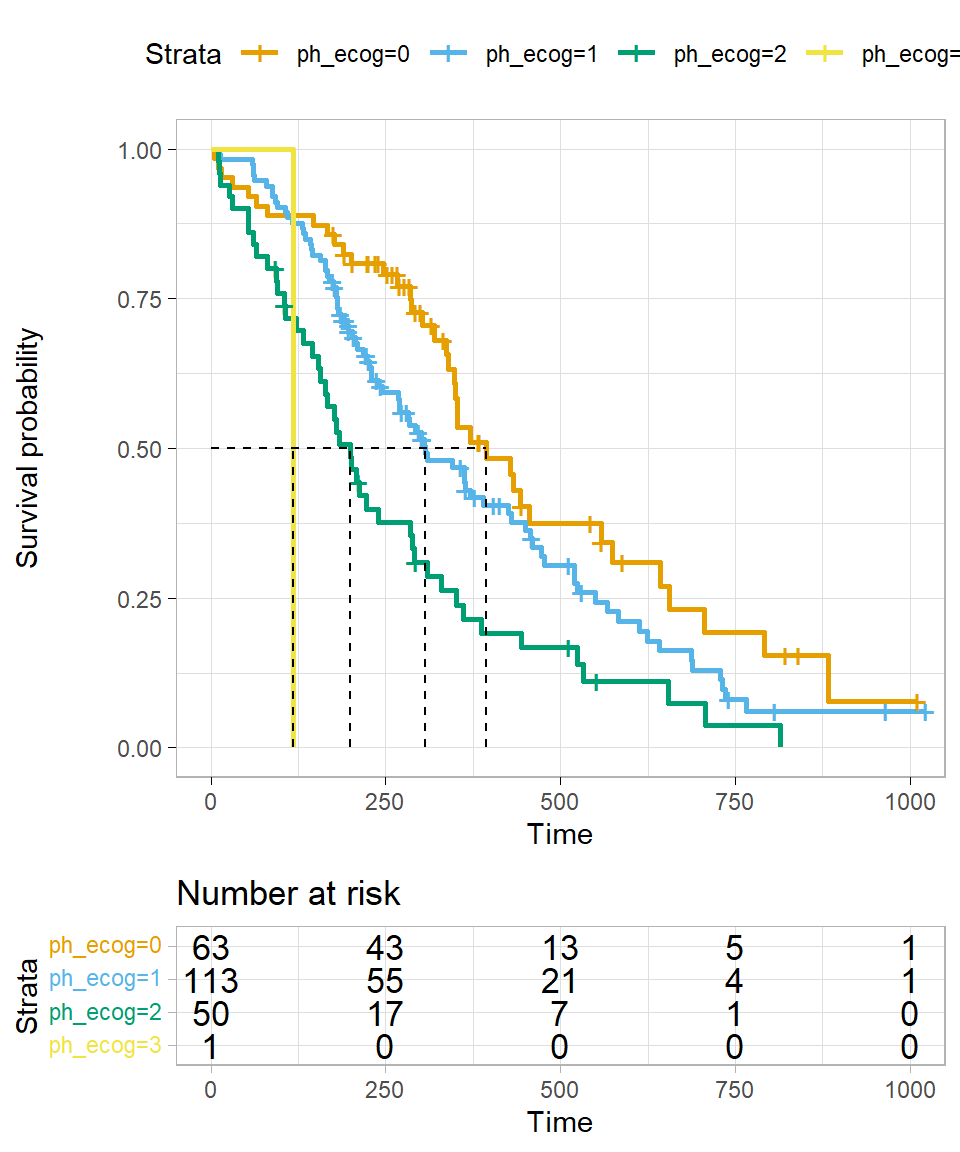 Strata ph_ecog=0 ph_ecog=1 ph_ecog=2 ph_ecog=
Survival probability
1.00
0.75
0.50
0.25
0.00
0 250 500 750 1000
Time
Number at risk
Strata
ph_ecog=0 63 43 13 5 1
ph_ecog=1 113 55 21 4 1
ph_ecog=2 50 17 7 1 0
ph_ecog=3 1 0 0 0 0
0 250 500 750 1000
Time